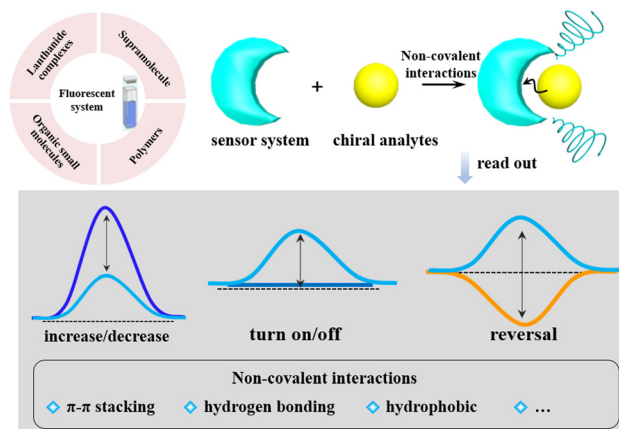 Lanthanide
complexes
Supramolecule
Fluorescent
system
Organic small
molecules
Polymers
+
Non-covalent
interactions
sensor system
chiral analytes
read out
increase/decrease
turn on/off
reversal
Non-covalent interactions
π-π stacking
hydrogen bonding
hydrophobic
…